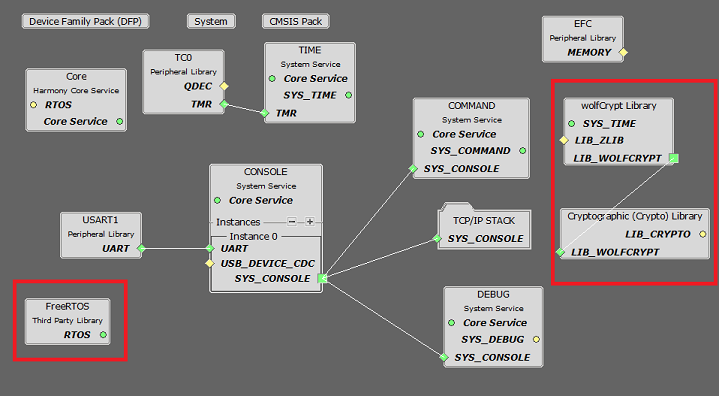 Device Family Pack (DFP)
System
CMSIS Pack
EFC
Peripheral Library
MEMORY
TC0
Peripheral Library
QDEC
TMR
TIME
System Service
Core Service
SYS_TIME
TMR
Core
Harmony Core Service
RTOS
Core Service
COMMAND
System Service
Core Service
SYS_COMMAND
SYS_CONSOLE
wolfCrypt Library
SYS_TIME
LIB_ZLIB
LIB_WOLFCRYPT
CONSOLE
System Service
Core Service
Instances
Instance 0
UART
USB_DEVICE_CDC
SYS_CONSOLE
USART1
Peripheral Library
UART
TCP/IP STACK
SYS_CONSOLE
Cryptographic (Crypto) Library
LIB_CRYPTO
LIB_WOLFCRYPT
FreeRTOS
Third Party Library
RTOS
DEBUG
System Service
Core Service
SYS_DEBUG
SYS_CONSOLE